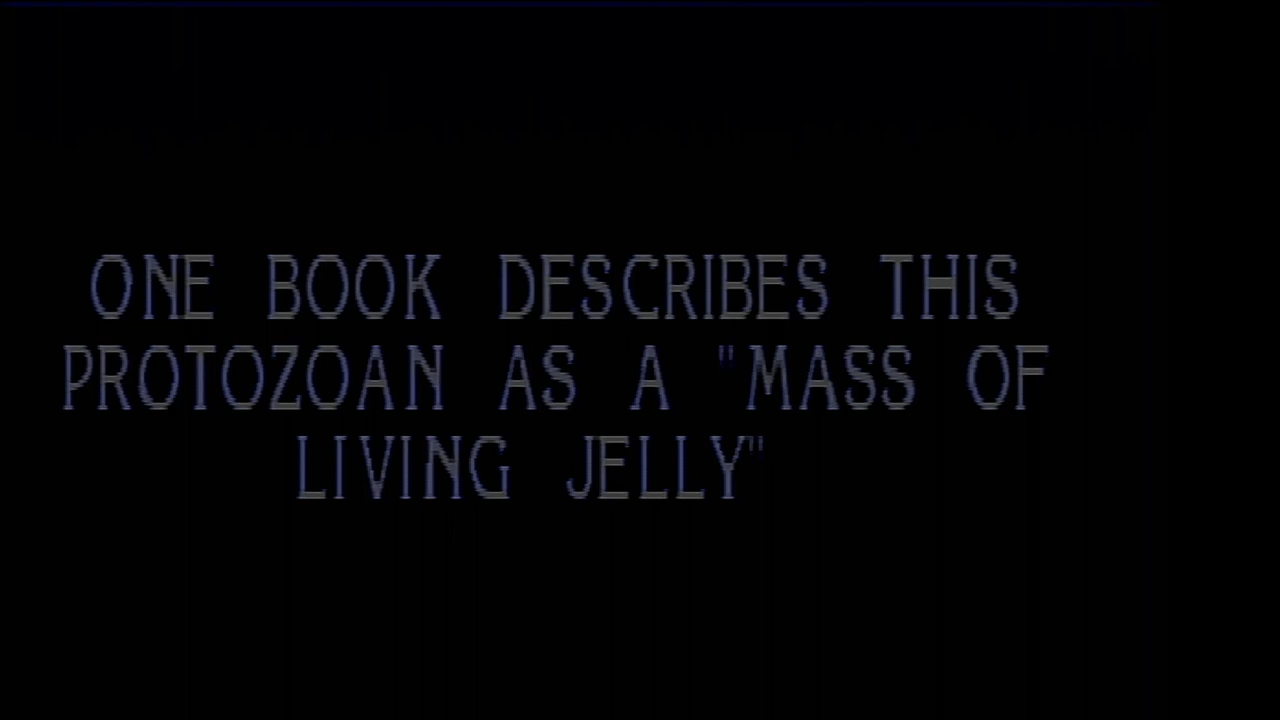 ONE BOOK DESCRIBES THIS
PROTOZOAN AS A "MASS OF
LIVING JELLY"